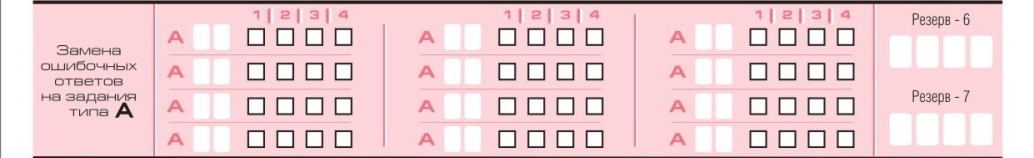 Замена
ошибочных
ответов
на задания
типа А
1 | 2 | 3 | 4
А
А
А
А
1 | 2 | 3 | 4
А
А
А
А
1 | 2 | 3 | 4
А
А
А
А
Резерв - 6
Резерв - 7